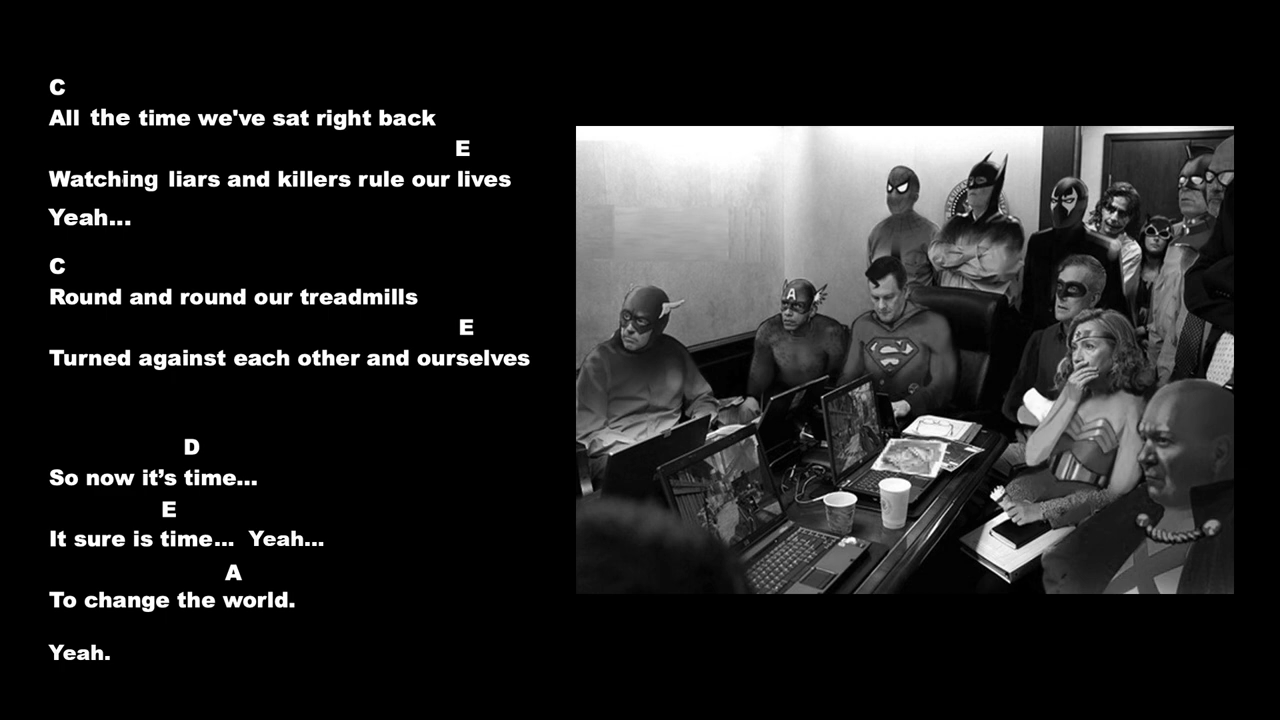 C
All the time we've sat right back
E
Watching liars and killers rule our lives
Yeah...
C
Round and round our treadmills
E
Turned against each other and ourselves
D
So now it’s time...
E
It sure is time... Yeah...
A
To change the world.
Yeah.
A
S